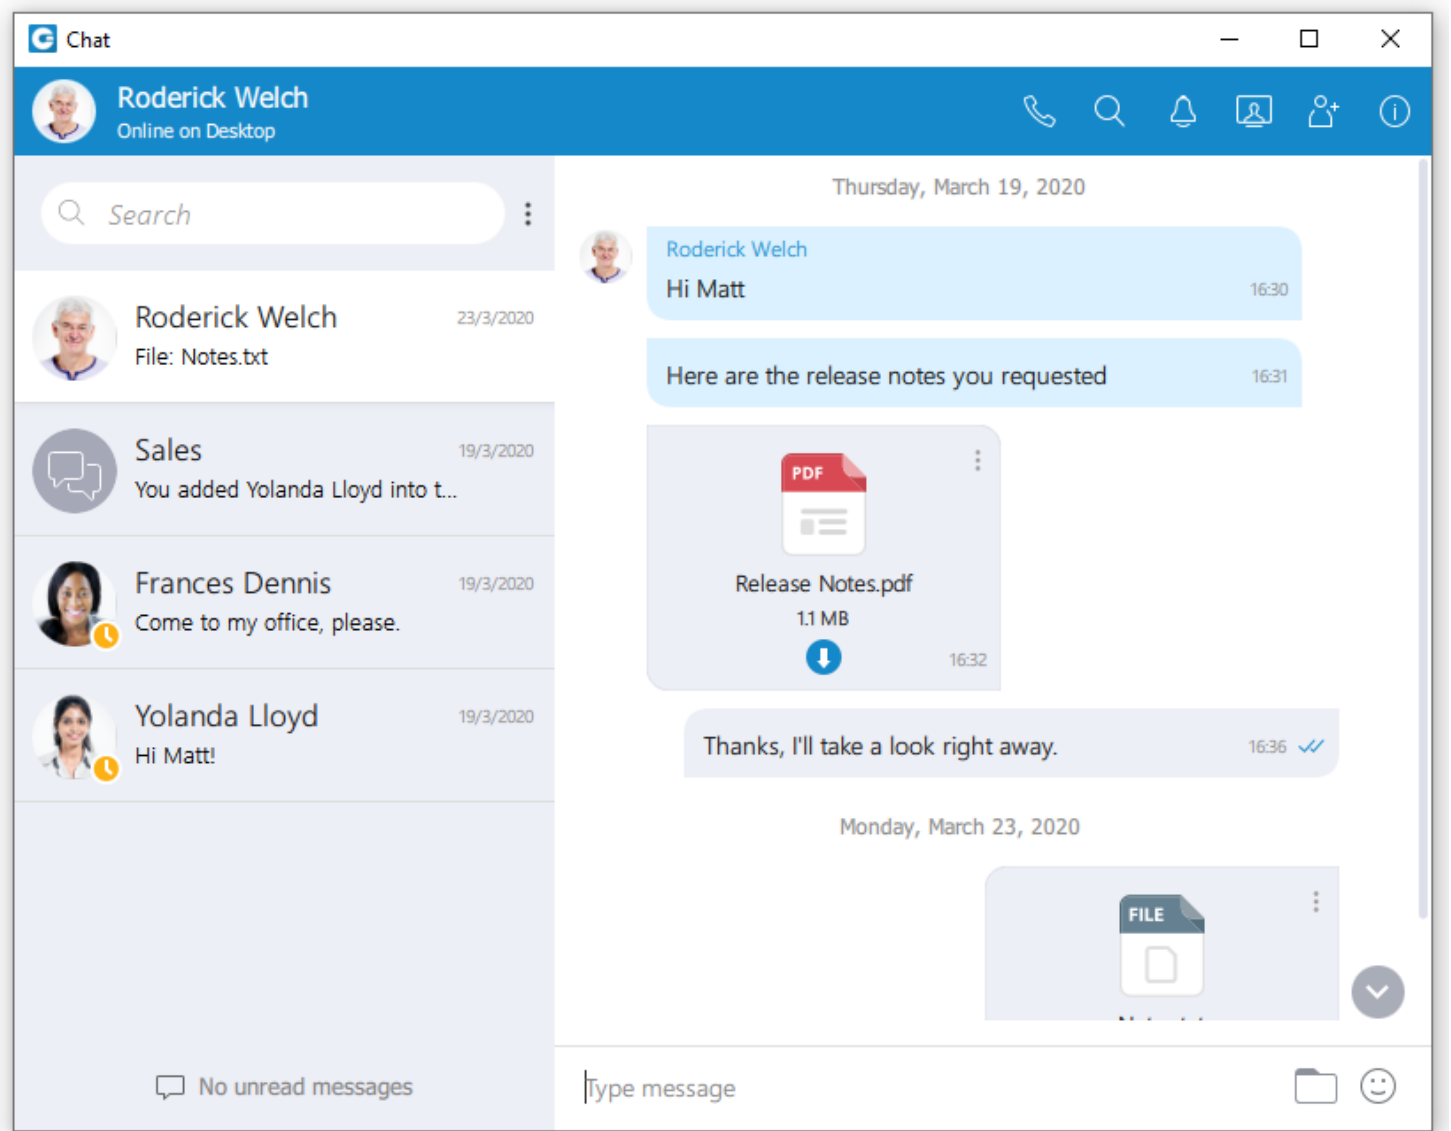 Chat
Roderick Welch
Online on Desktop
Search
Roderick Welch
23/3/2020
File: Notes.txt
Sales
19/3/2020
You added Yolanda Lloyd into t...
Frances Dennis
19/3/2020
Come to my office, please.
Yolanda Lloyd
19/3/2020
Hi Matt!
No unread messages
Thursday, March 19, 2020
Roderick Welch
Hi Matt
16:30
Here are the release notes you requested
16:31
PDF
Release Notes.pdf
1.1 MB
16:32
Thanks, I'll take a look right away.
16:36
Monday, March 23, 2020
FILE
Type message